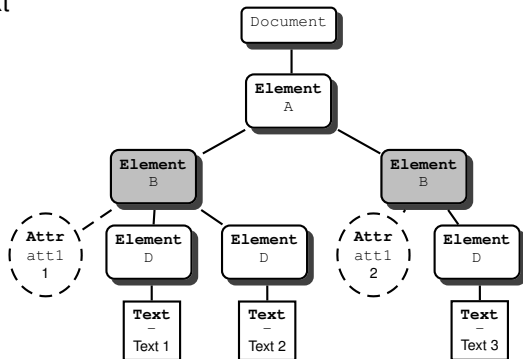 Document
Element
A
Element
B
Element
B
Attr
att1
1
Element
D
Element
D
Attr
att1
2
Element
D
Text
–
Text 1
Text
–
Text 2
Text
–
Text 3